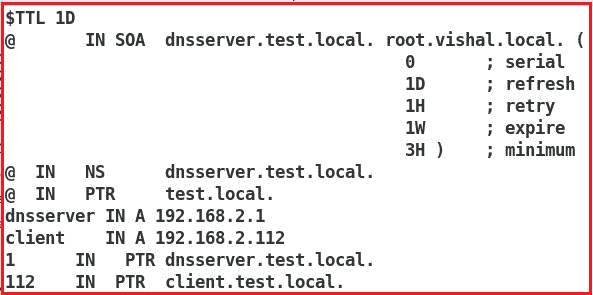 $TTL 1D
@ IN SOA dnsserver.test.local. root.vishal.local. (
0 ; serial
1D ; refresh
1H ; retry
1W ; expire
3H ) ; minimum
@ IN NS dnsserver.test.local.
@ IN PTR test.local.
dnsserver IN A 192.168.2.1
client IN A 192.168.2.112
1 IN PTR dnsserver.test.local.
112 IN PTR client.test.local.